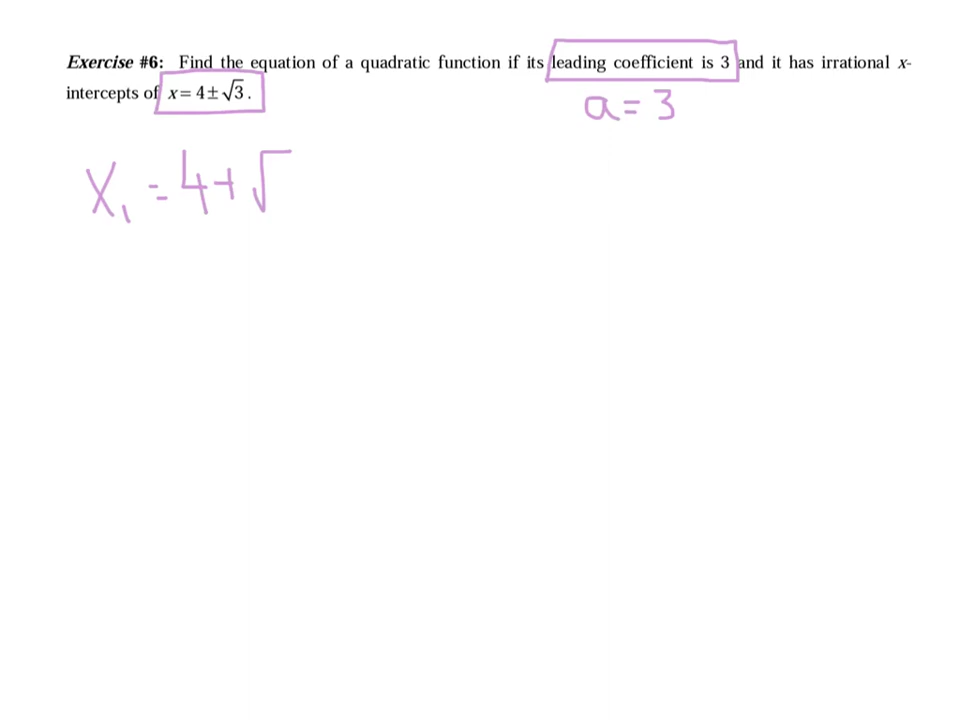 Exercise #6: Find the equation of a quadratic function if its leading coefficient is 3 and it has irrational x-
intercepts of x = 4 ± √3.
a = 3
x₁ = 4 + √